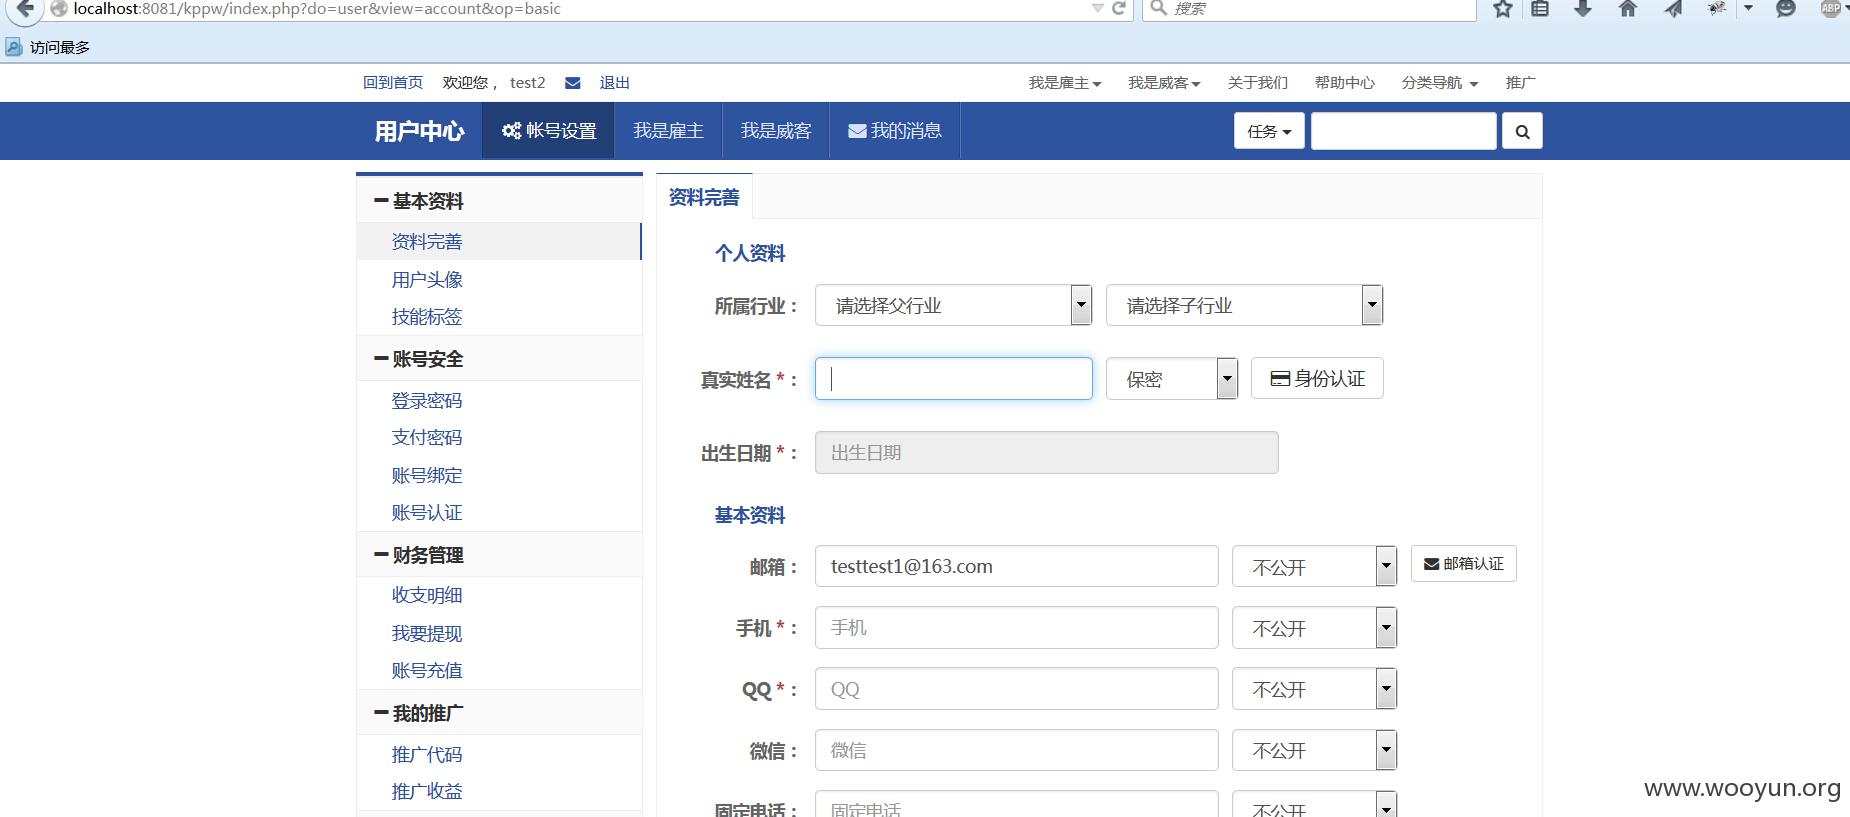 localhost:8081/kppw/index.php?do=user&view=account&op=basic
搜索
ABP
访问最多
回到首页 欢迎您， test2 退出 我是雇主 我是威客 关于我们 帮助中心 分类导航 推广
用户中心 帐号设置 我是雇主 我是威客 我的消息 任务
基本资料
资料完善
用户头像
技能标签
账号安全
登录密码
支付密码
账号绑定
账号认证
财务管理
收支明细
我要提现
账号充值
我的推广
推广代码
推广收益
资料完善
个人资料
所属行业： 请选择父行业 请选择子行业
真实姓名 *： 保密 身份认证
出生日期 *： 出生日期
基本资料
邮箱： testtest1@163.com 不公开 邮箱认证
手机 *： 手机 不公开
QQ *： QQ 不公开
微信： 微信 不公开
固定电话： 固定电话 不公开
www.wooyun.org